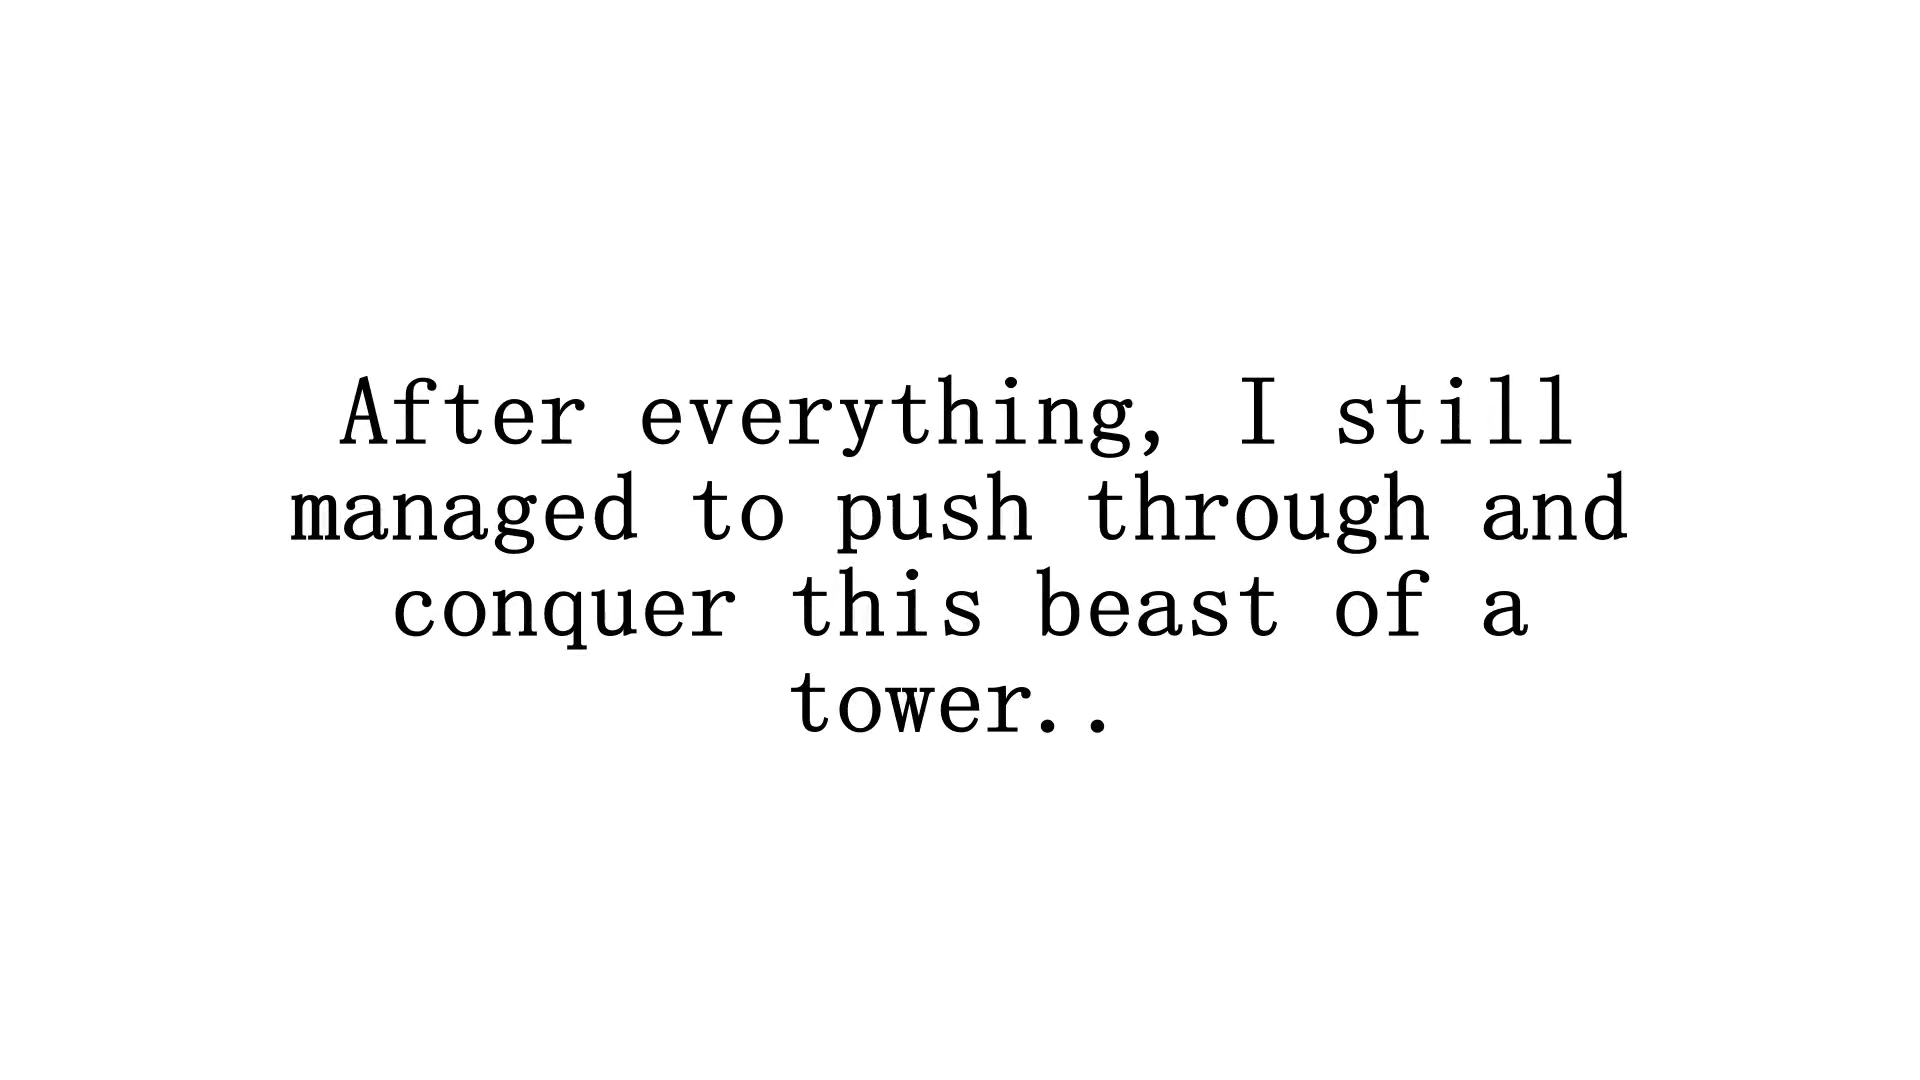 After everything, I still
managed to push through and
conquer this beast of a
tower..